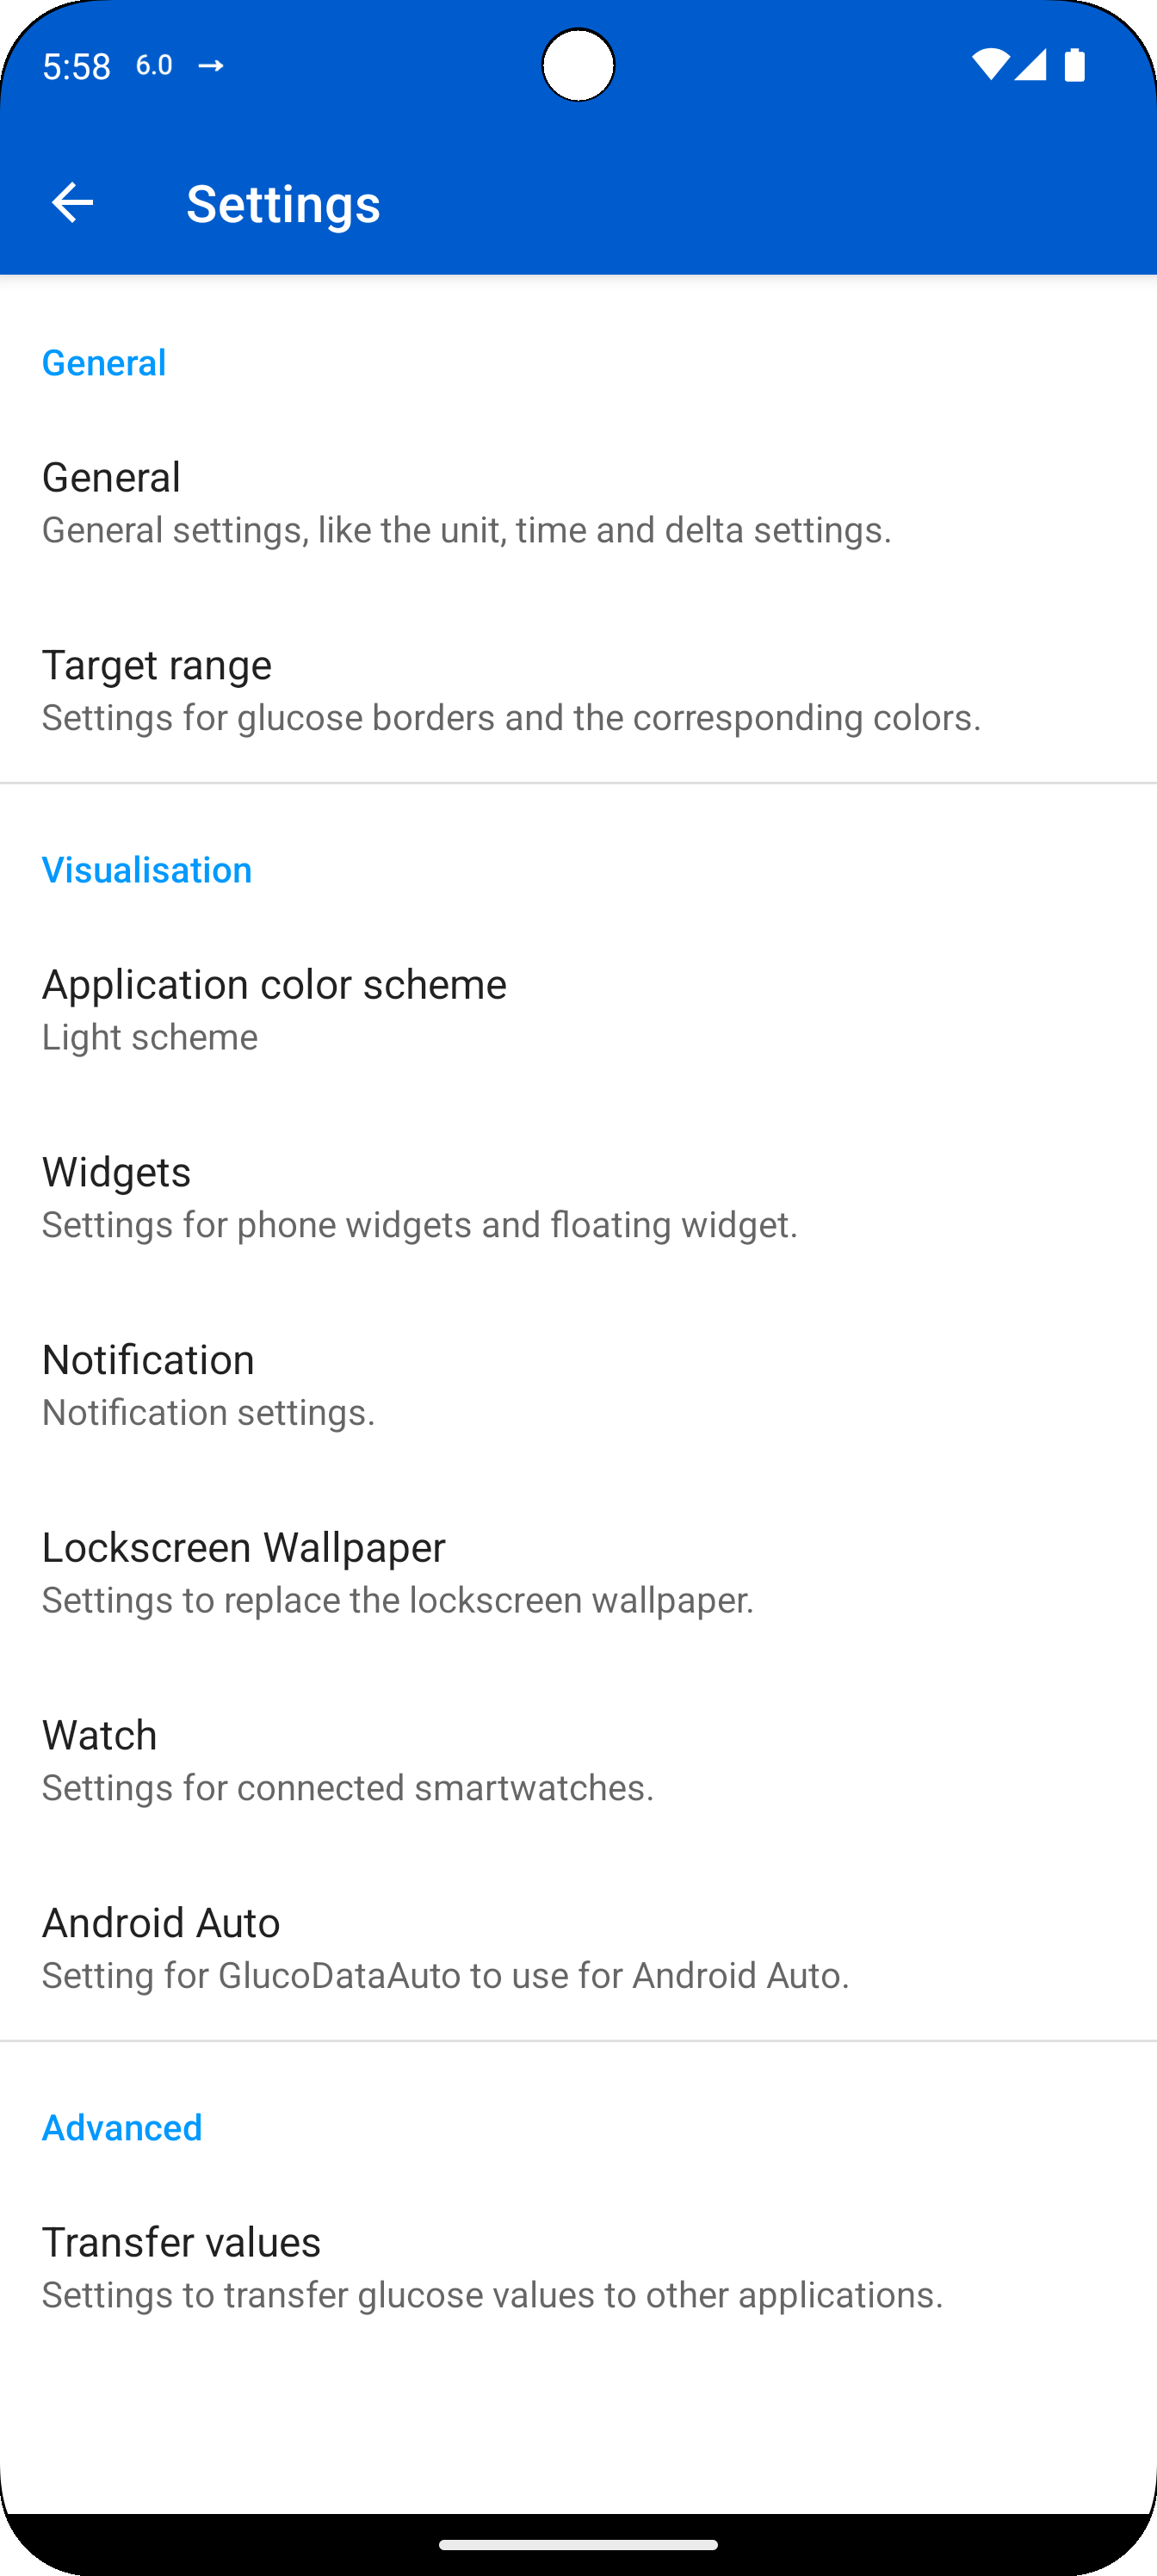 5:58 6.0 →
Settings
General
General
General settings, like the unit, time and delta settings.
Target range
Settings for glucose borders and the corresponding colors.
Visualisation
Application color scheme
Light scheme
Widgets
Settings for phone widgets and floating widget.
Notification
Notification settings.
Lockscreen Wallpaper
Settings to replace the lockscreen wallpaper.
Watch
Settings for connected smartwatches.
Android Auto
Setting for GlucoDataAuto to use for Android Auto.
Advanced
Transfer values
Settings to transfer glucose values to other applications.